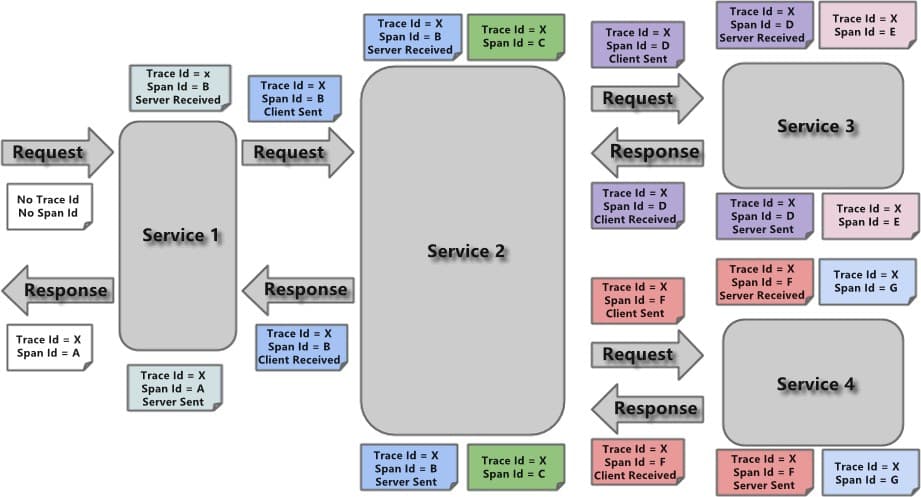 Trace Id = X
Span Id = B
Server Received
Trace Id = X
Span Id = C
Trace Id = X
Span Id = D
Client Sent
Trace Id = X
Span Id = D
Server Received
Trace Id = X
Span Id = E
Trace Id = x
Span Id = B
Server Received
Trace Id = X
Span Id = B
Client Sent
Request
Request
Request
Response
Service 3
No Trace Id
No Span Id
Service 1
Service 2
Trace Id = X
Span Id = D
Client Received
Trace Id = X
Span Id = D
Server Sent
Trace Id = X
Span Id = E
Response
Response
Trace Id = X
Span Id = F
Client Sent
Trace Id = X
Span Id = F
Server Received
Trace Id = X
Span Id = G
Trace Id = X
Span Id = A
Trace Id = X
Span Id = B
Client Received
Request
Response
Service 4
Trace Id = X
Span Id = A
Server Sent
Trace Id = X
Span Id = B
Server Sent
Trace Id = X
Span Id = C
Trace Id = X
Span Id = F
Client Received
Trace Id = X
Span Id = F
Server Sent
Trace Id = X
Span Id = G